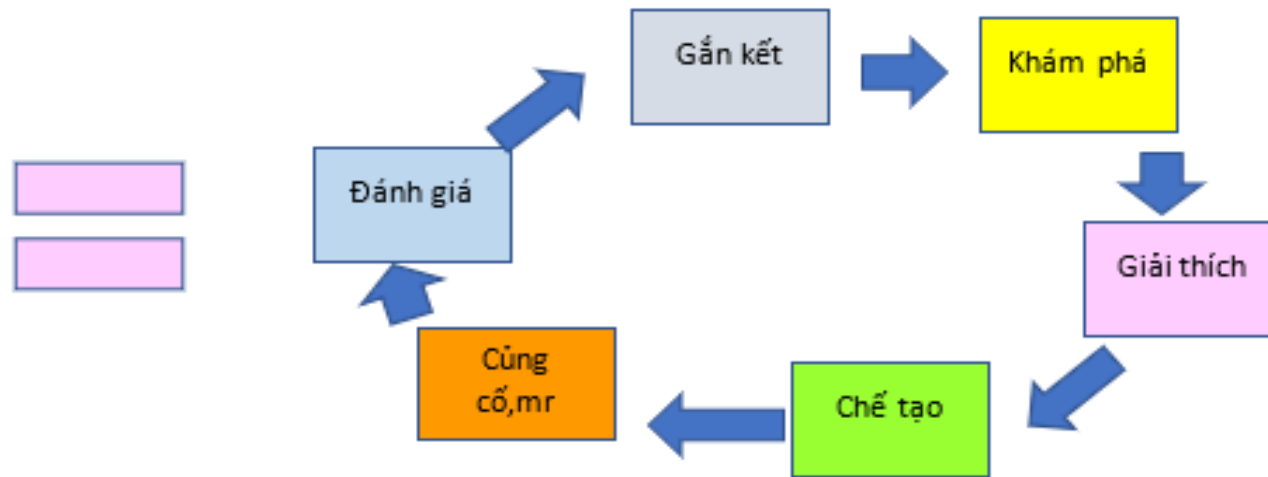 Gắn kết
Khám phá
Đánh giá
Giải thích
Củng
cố,mr
Chế tạo